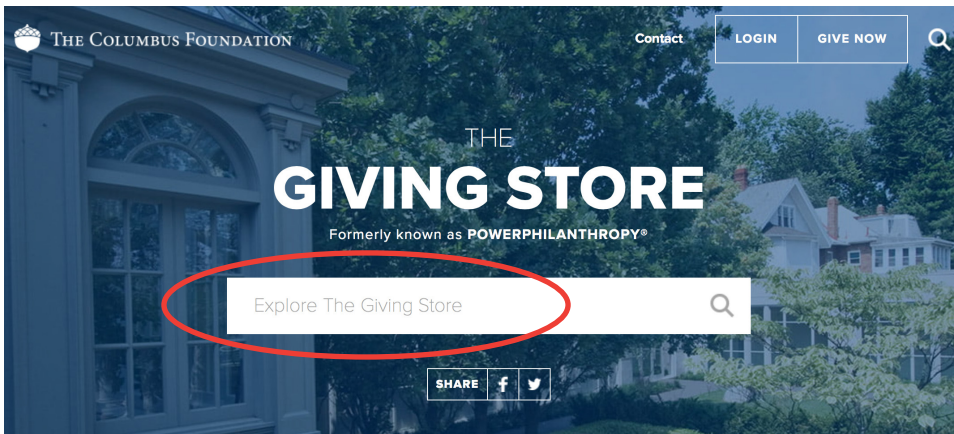 THE COLUMBUS FOUNDATION
Contact
LOGIN
GIVE NOW
THE
GIVING STORE
Formerly known as POWERPHILANTHROPY®
Explore The Giving Store
SHARE